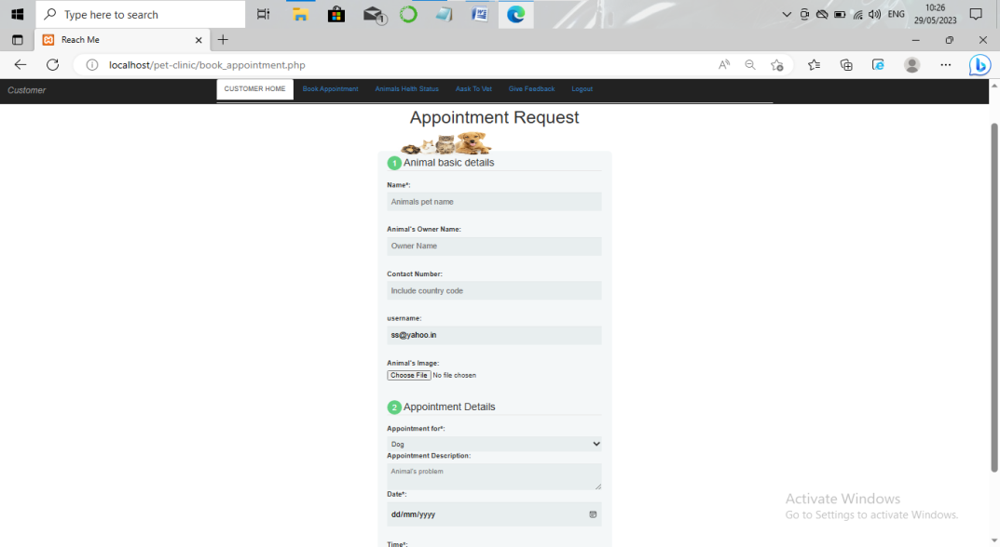 Type here to search
1
ENG
10:26
29/05/2023
Reach Me
localhost/pet-clinic/book_appointment.php
Customer
CUSTOMER HOME
Book Appointment
Animals Helth Status
Aask To Vet
Give Feedback
Logout
Appointment Request
1 Animal basic details
Name*:
Animals pet name
Animal's Owner Name:
Owner Name
Contact Number:
Include country code
username:
ss@yahoo.in
Animal's Image:
Choose File No file chosen
2 Appointment Details
Appointment for*:
Dog
Appointment Description:
Animal's problem
Date*:
dd/mm/yyyy
Time*:
Activate Windows
Go to Settings to activate Windows.